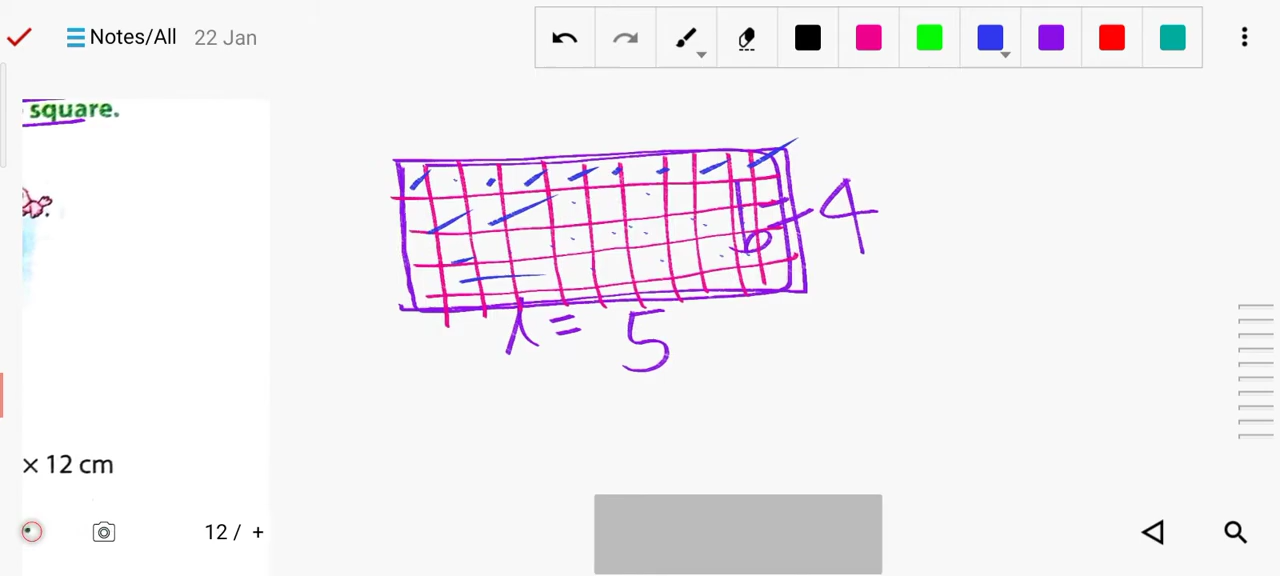 Notes/All 22 Jan
square.
b - 4
l = 5
× 12 cm
12 / +